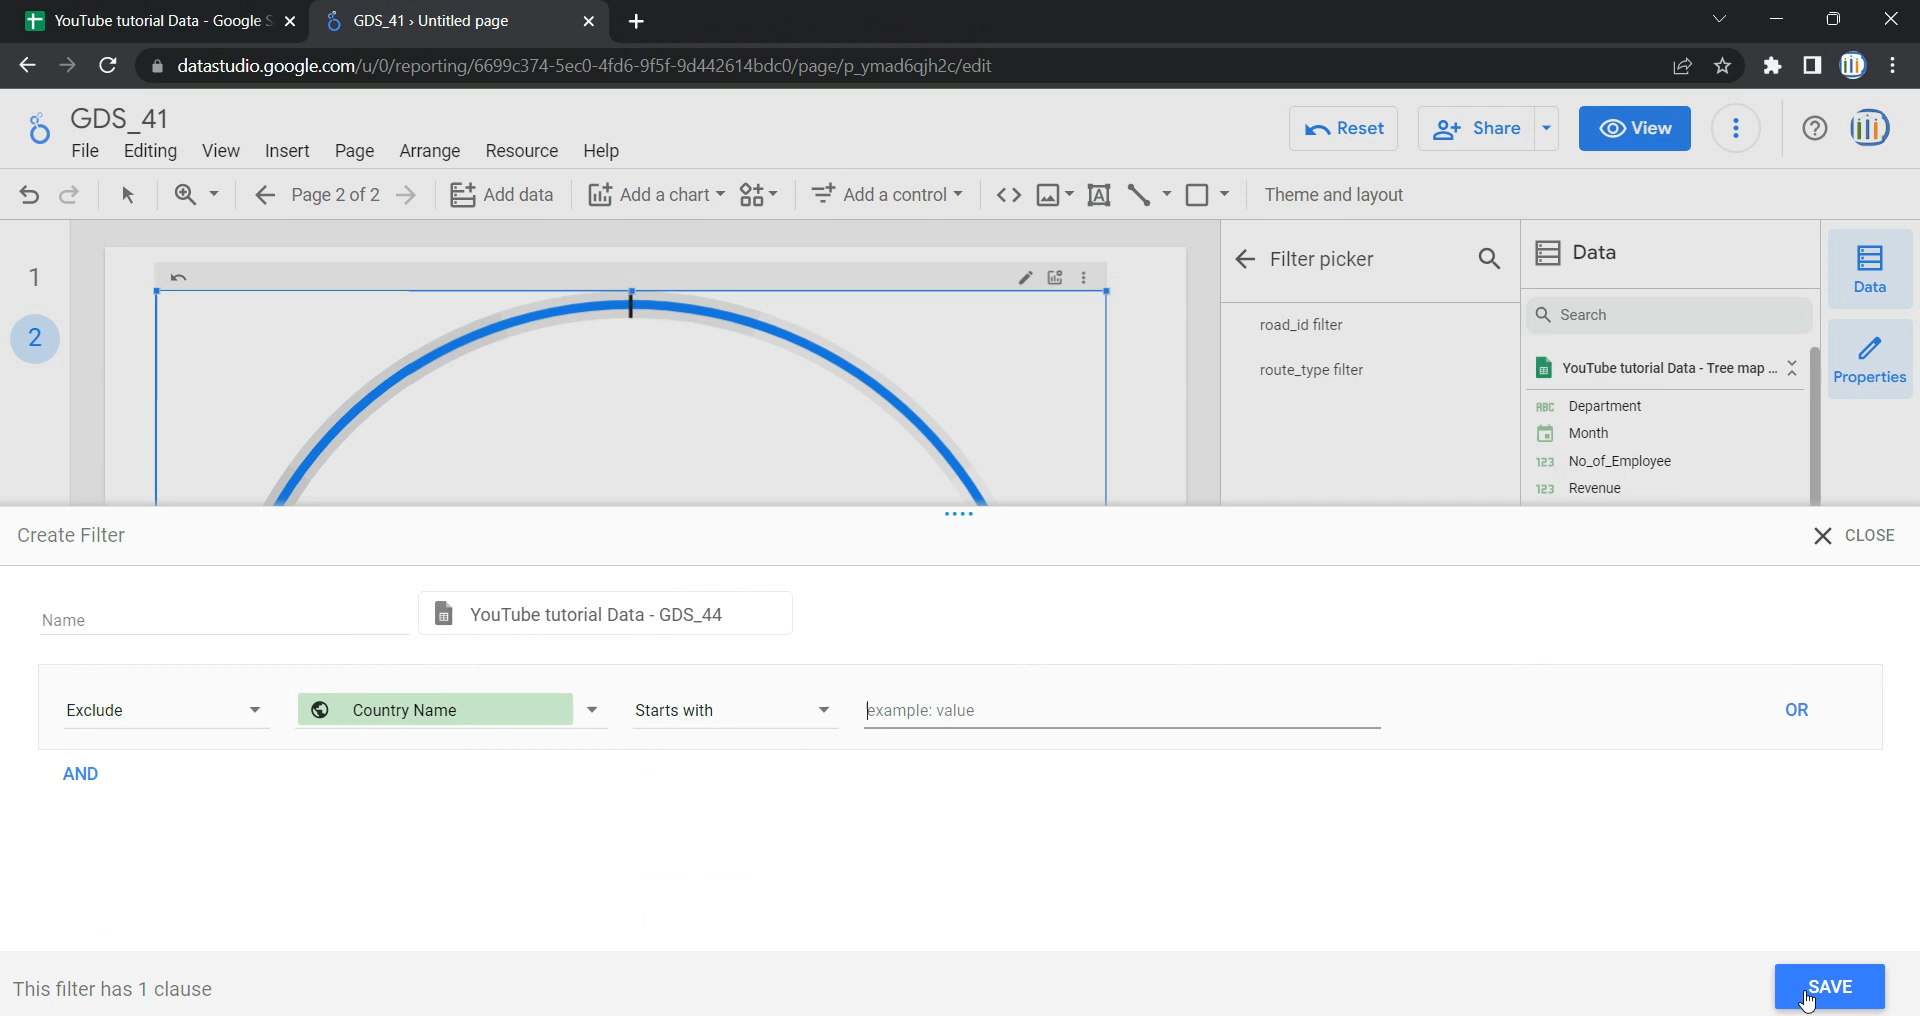 YouTube tutorial Data - Google S
GDS_41 › Untitled page
datastudio.google.com/u/0/reporting/6699c374-5ec0-4fd6-9f5f-9d442614bdc0/page/p_ymad6qjh2c/edit
GDS_41
Reset
Share
View
File Editing View Insert Page Arrange Resource Help
Page 2 of 2
Add data
Add a chart
Add a control
Theme and layout
1
2
Filter picker
road_id filter
route_type filter
Data
Search
YouTube tutorial Data - Tree map ...
ABC Department
Month
123 No_of_Employee
123 Revenue
Data
Properties
Create Filter
CLOSE
Name
YouTube tutorial Data - GDS_44
Exclude
Country Name
Starts with
example: value
OR
AND
This filter has 1 clause
SAVE